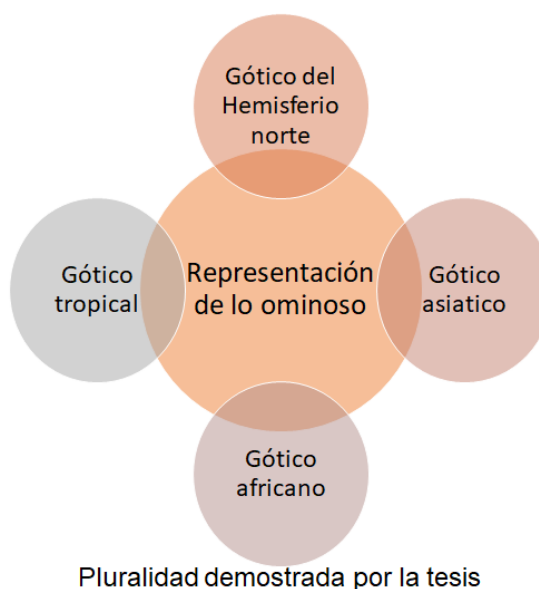 Gótico del
Hemisferio
norte
Gótico
tropical
Representación
de lo ominoso
Gótico
asiatico
Gótico
africano
Pluralidad demostrada por la tesis